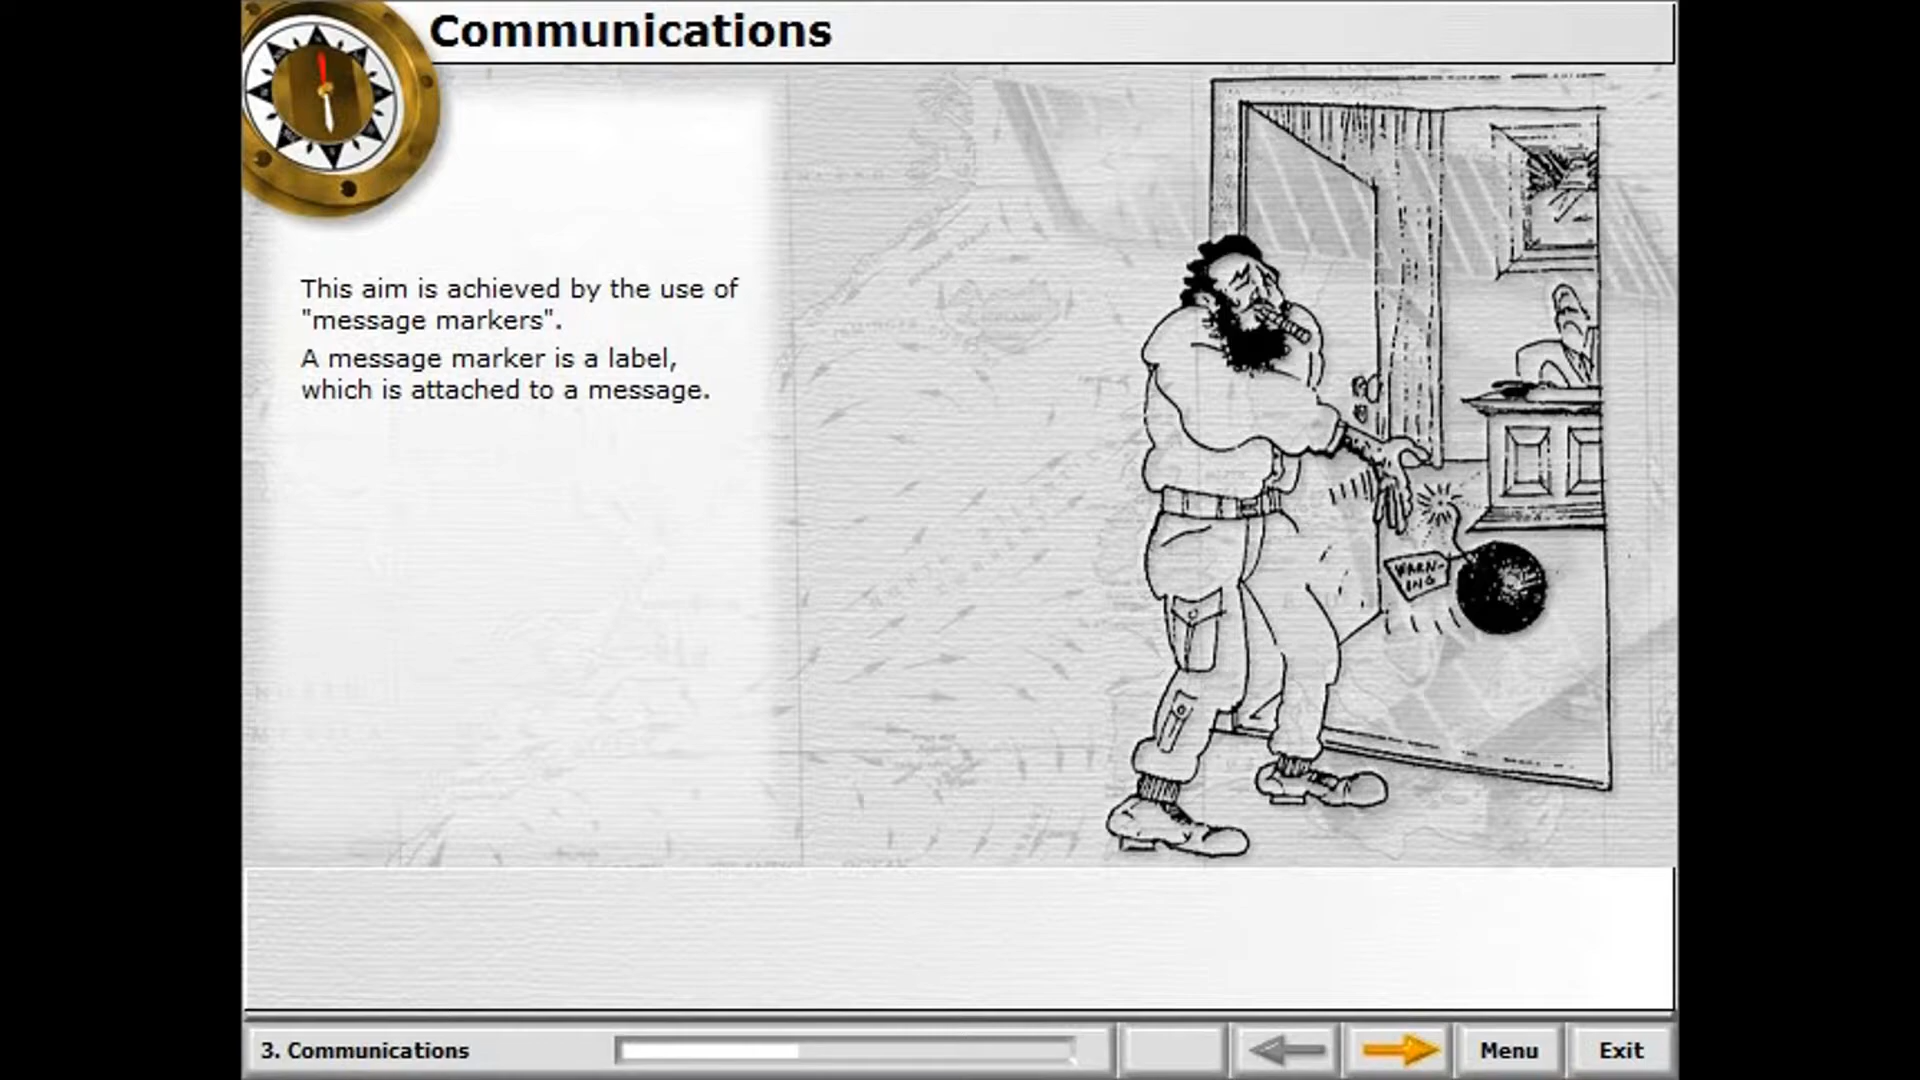 Communications
This aim is achieved by the use of
"message markers".
A message marker is a label,
which is attached to a message.
WARN-
ING
3. Communications
Menu
Exit